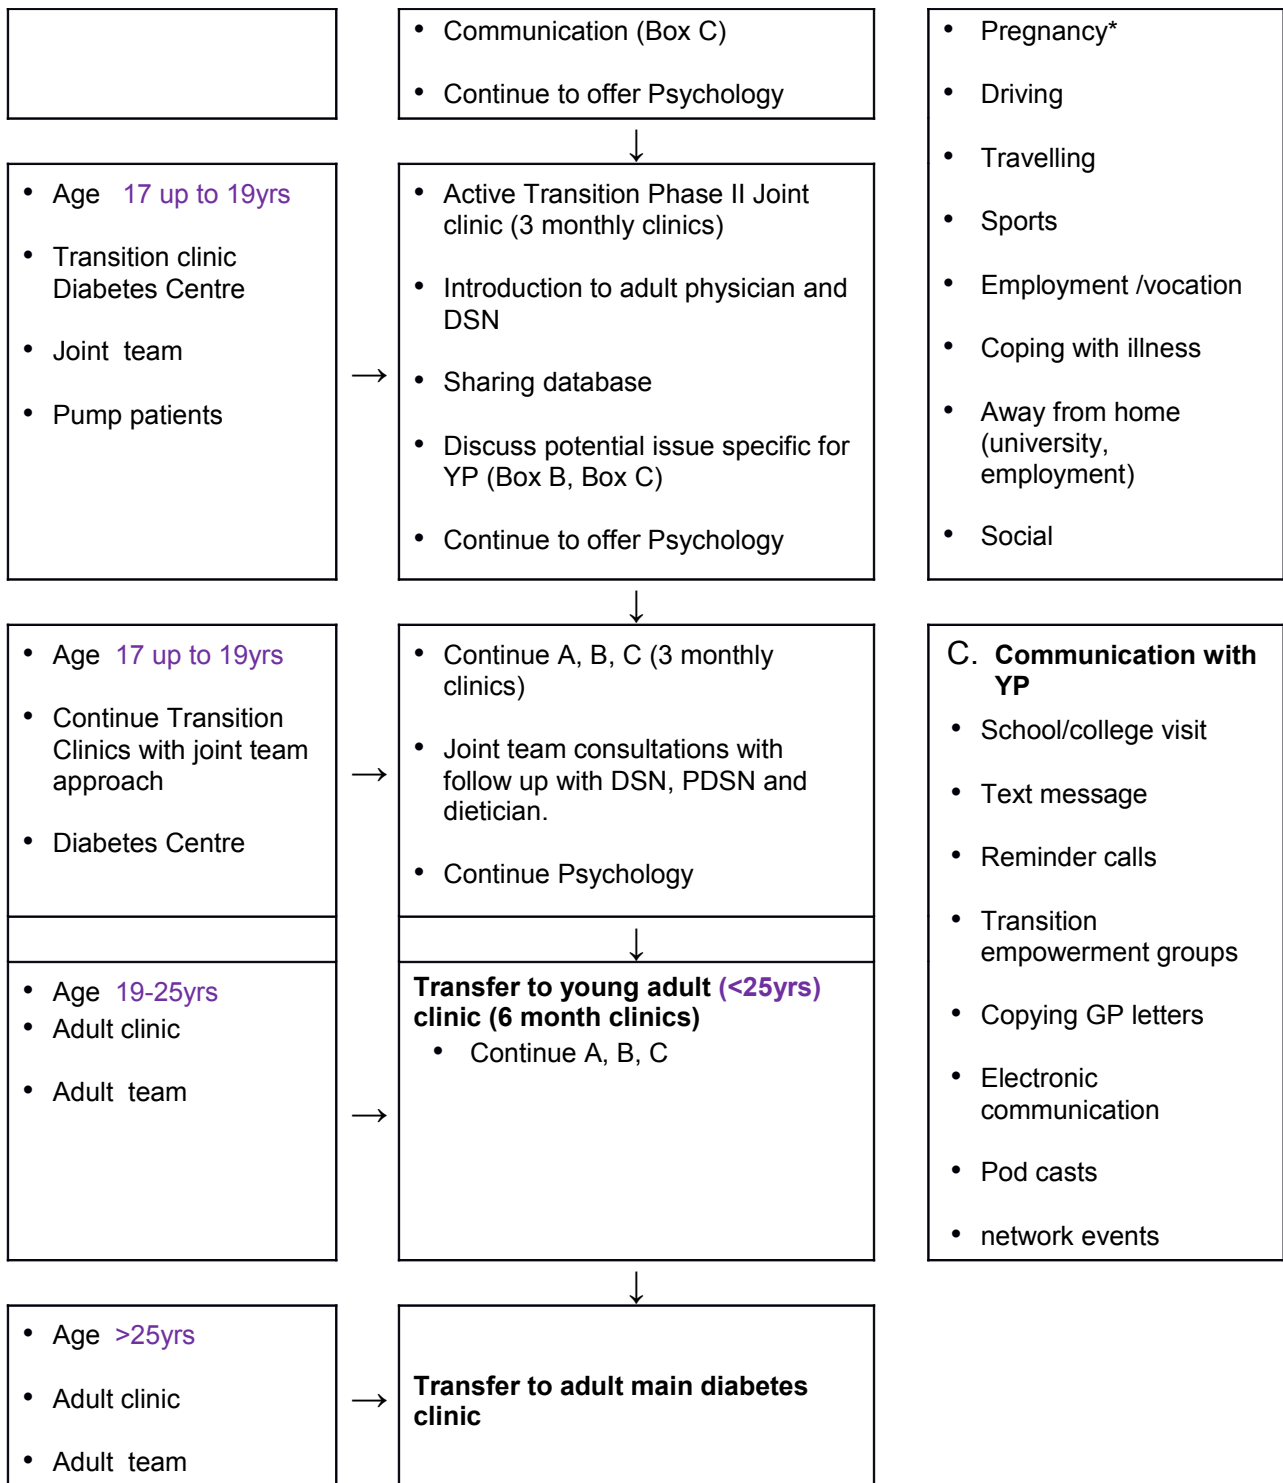 • Communication (Box C)
• Continue to offer Psychology
↓
• Age 17 up to 19yrs
• Transition clinic
Diabetes Centre
• Joint team
• Pump patients
→
• Active Transition Phase II Joint
clinic (3 monthly clinics)
• Introduction to adult physician and
DSN
• Sharing database
• Discuss potential issue specific for
YP (Box B, Box C)
• Continue to offer Psychology
↓
• Age 17 up to 19yrs
• Continue Transition
Clinics with joint team
approach
• Diabetes Centre
→
• Continue A, B, C (3 monthly
clinics)
• Joint team consultations with
follow up with DSN, PDSN and
dietician.
• Continue Psychology
↓
• Age 19-25yrs
• Adult clinic
• Adult team
→
Transfer to young adult (<25yrs)
clinic (6 month clinics)
• Continue A, B, C
↓
• Age >25yrs
• Adult clinic
• Adult team
→
Transfer to adult main diabetes
clinic
• Pregnancy*
• Driving
• Travelling
• Sports
• Employment /vocation
• Coping with illness
• Away from home
(university,
employment)
• Social
C. Communication with
YP
• School/college visit
• Text message
• Reminder calls
• Transition
empowerment groups
• Copying GP letters
• Electronic
communication
• Pod casts
• network events